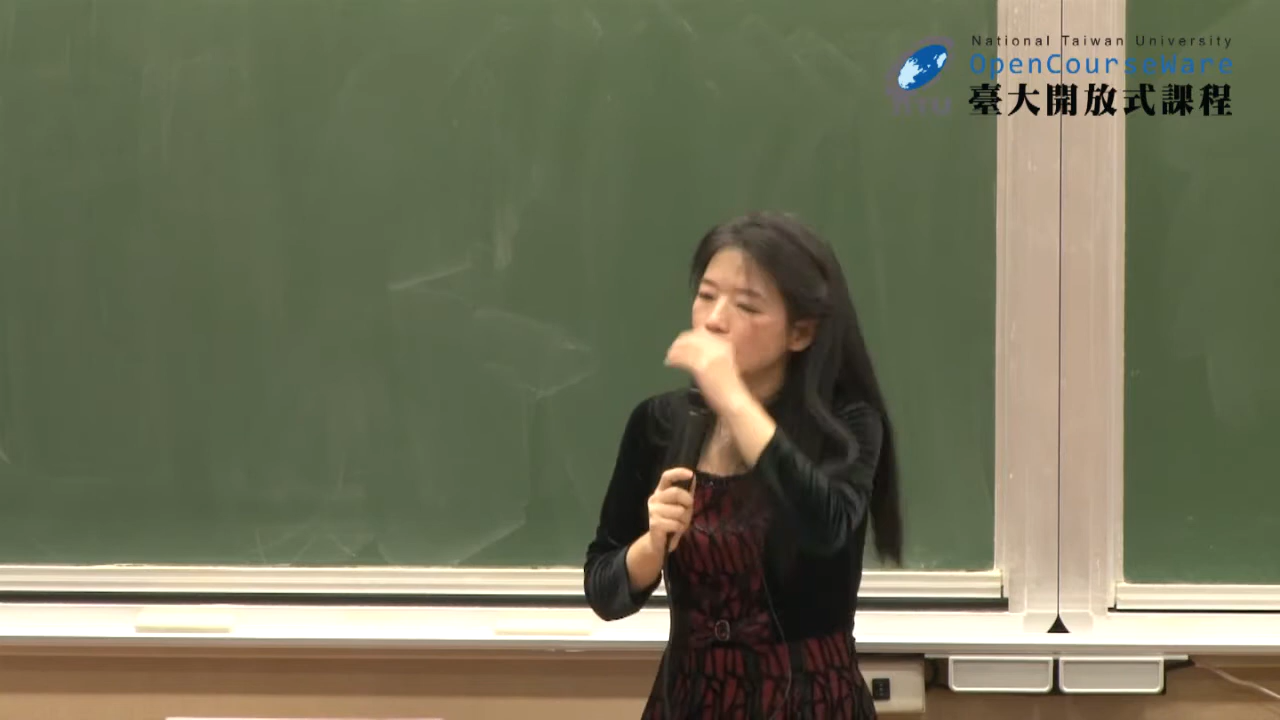 National Taiwan University
OpenCourseWare
臺大開放式課程